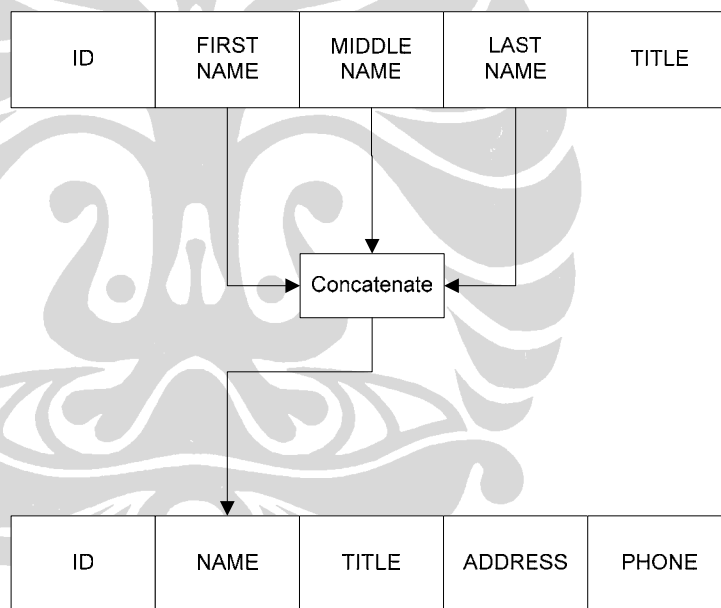 ID
FIRST
NAME
MIDDLE
NAME
LAST
NAME
TITLE
Concatenate
ID
NAME
TITLE
ADDRESS
PHONE